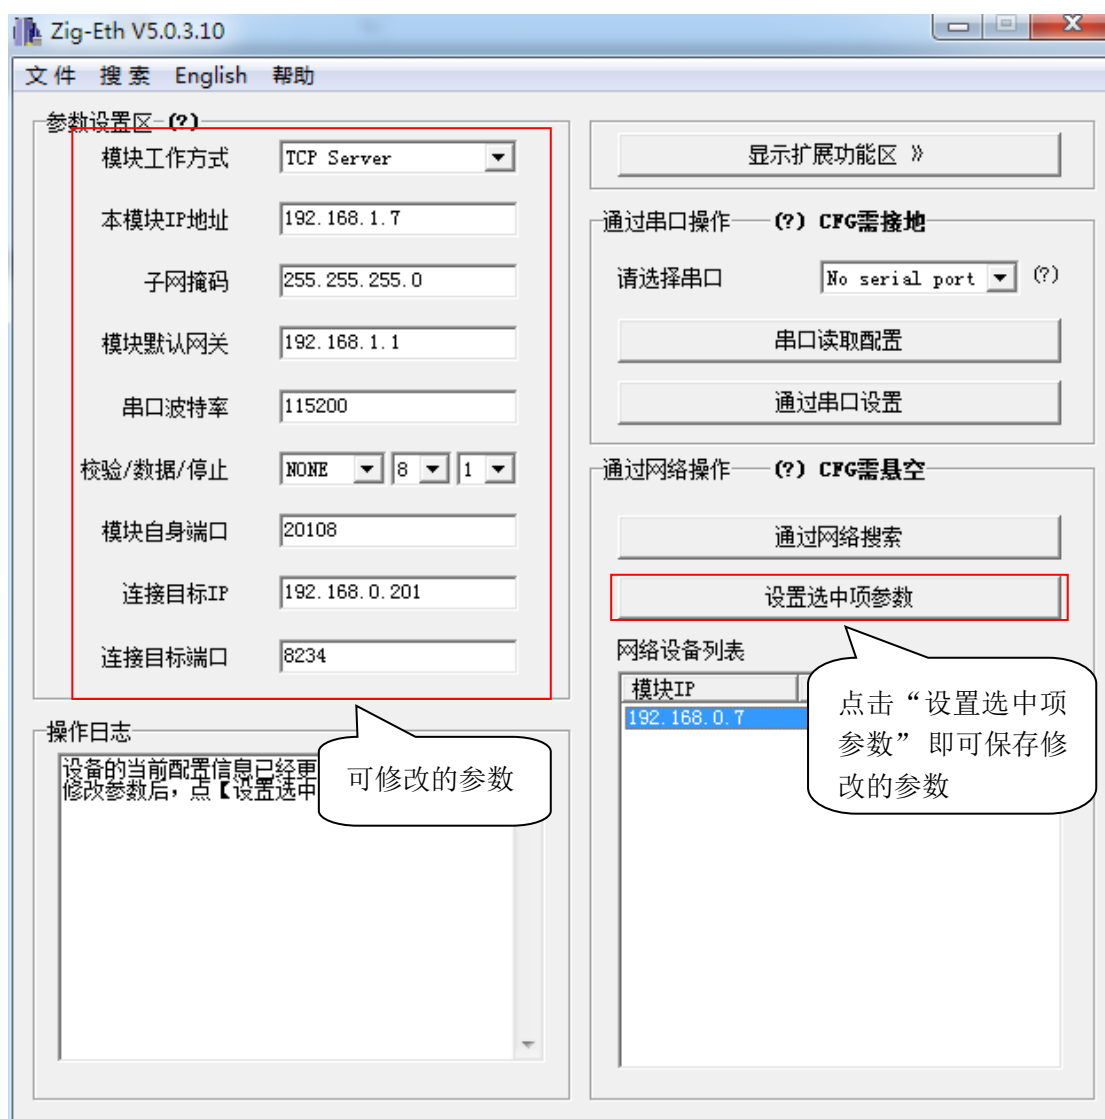 Zig-Eth V5.0.3.10
文件 搜索 English 帮助
参数设置区 (?)
模块工作方式 TCP Server
本模块IP地址 192.168.1.7
子网掩码 255.255.255.0
模块默认网关 192.168.1.1
串口波特率 115200
校验/数据/停止 NONE 8 1
模块自身端口 20108
连接目标IP 192.168.0.201
连接目标端口 8234
操作日志
设备的当前配置信息已经更
修改参数后，点【设置选中
可修改的参数
显示扩展功能区 》
通过串口操作 (?) CFG需接地
请选择串口 No serial port (?)
串口读取配置
通过串口设置
通过网络操作 (?) CFG需悬空
通过网络搜索
设置选中项参数
网络设备列表
模块IP
192.168.0.7
点击“设置选中项
参数” 即可保存修
改的参数